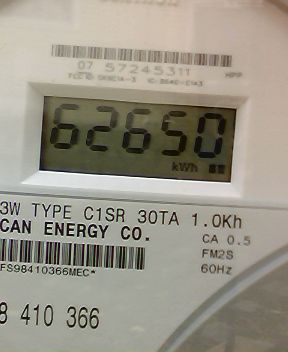 07 57245311 HPP
62650
kWh
3W TYPE C1SR 30TA 1.0Kh
CAN ENERGY CO.
CA 0.5
FM2S
60Hz
FS98410366MEC*
8 410 366